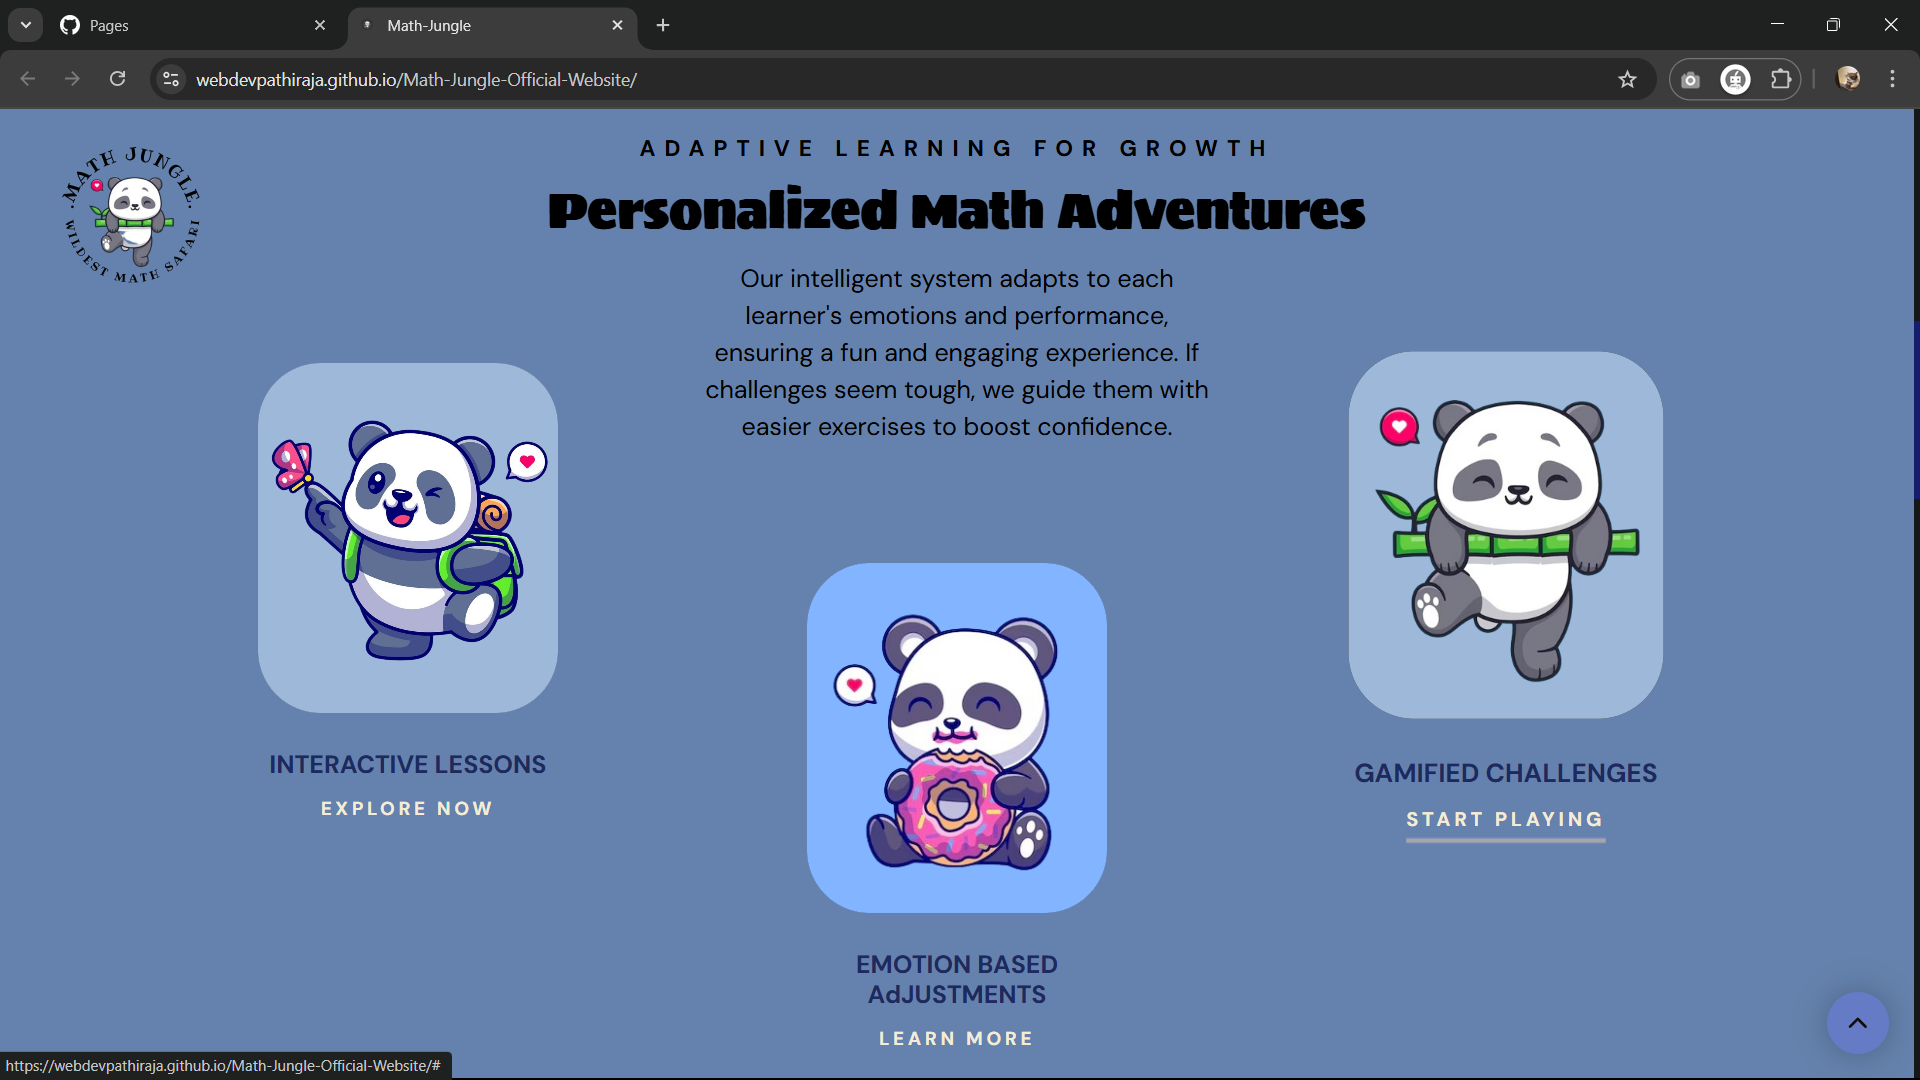 Pages
Math-Jungle
webdevpathiraja.github.io/Math-Jungle-Official-Website/
MATH JUNGLE
WILDEST MATH SAFARI
ADAPTIVE LEARNING FOR GROWTH
Personalized Math Adventures
Our intelligent system adapts to each
learner's emotions and performance,
ensuring a fun and engaging experience. If
challenges seem tough, we guide them with
easier exercises to boost confidence.
INTERACTIVE LESSONS
EXPLORE NOW
EMOTION BASED
AdJUSTMENTS
LEARN MORE
GAMIFIED CHALLENGES
START PLAYING
https://webdevpathiraja.github.io/Math-Jungle-Official-Website/#